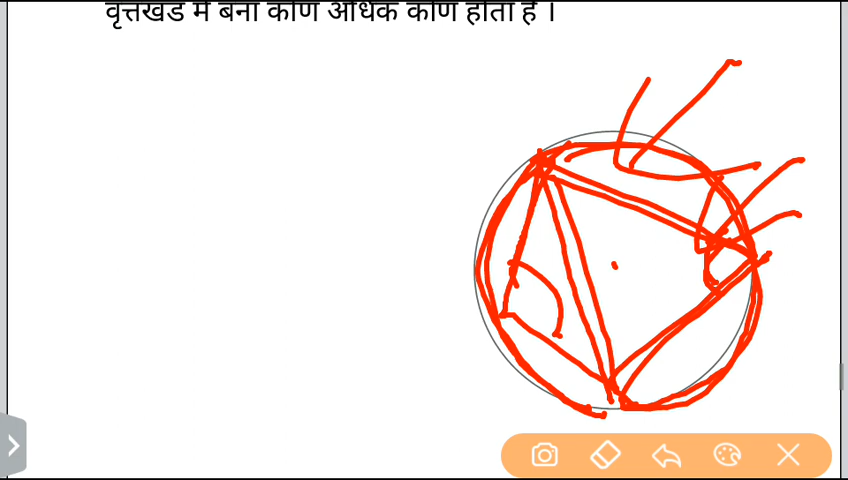 वृत्तखंड में बना कोण अधिक कोण होता है ।